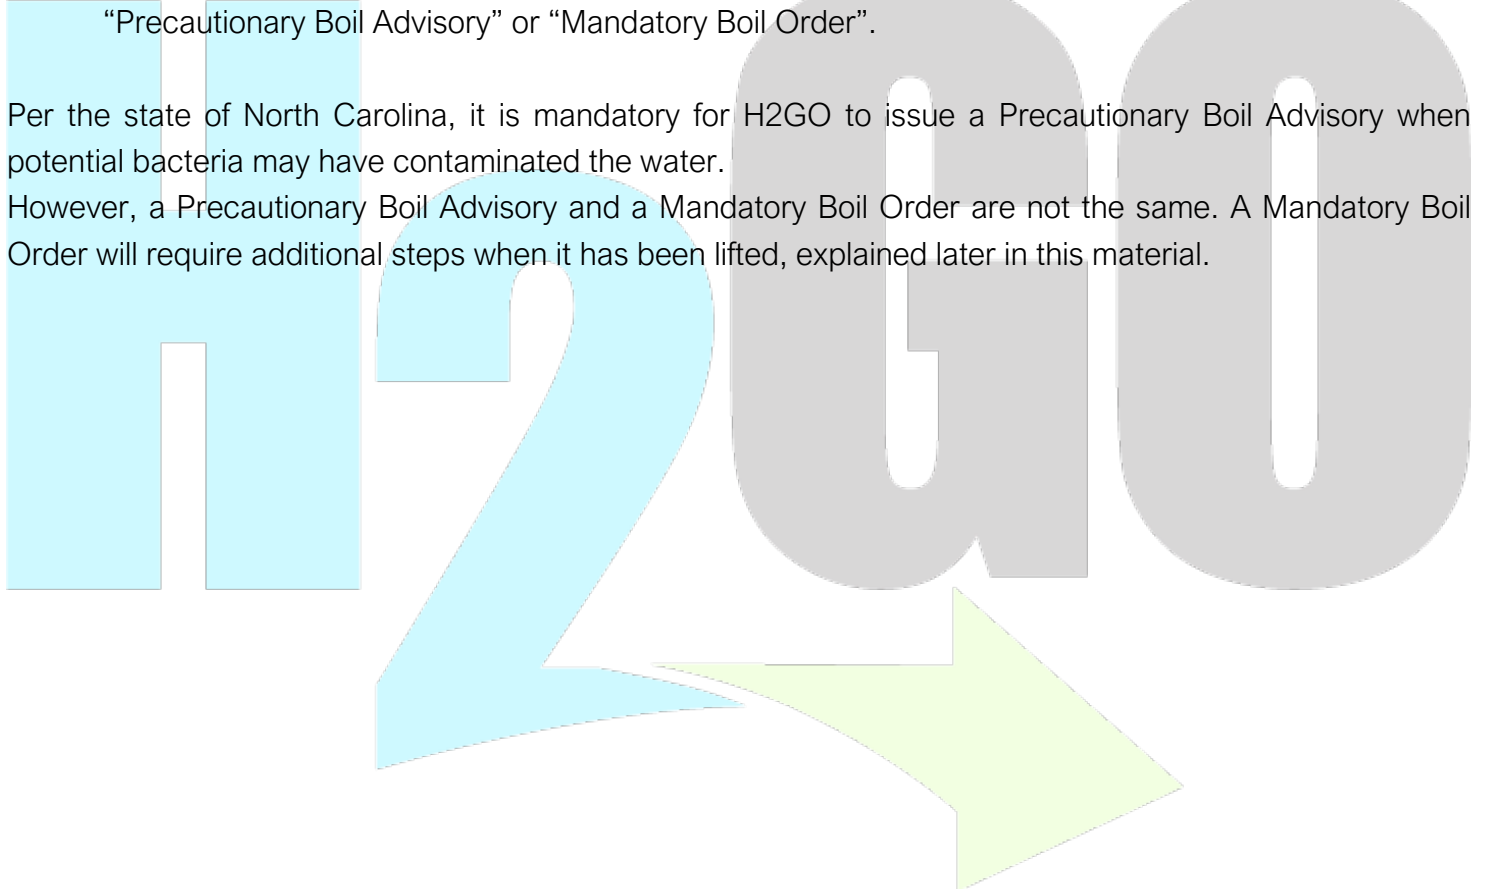 “Precautionary Boil Advisory” or “Mandatory Boil Order”.
Per the state of North Carolina, it is mandatory for H2GO to issue a Precautionary Boil Advisory when
potential bacteria may have contaminated the water.
However, a Precautionary Boil Advisory and a Mandatory Boil Order are not the same. A Mandatory Boil
Order will require additional steps when it has been lifted, explained later in this material.
H2GO